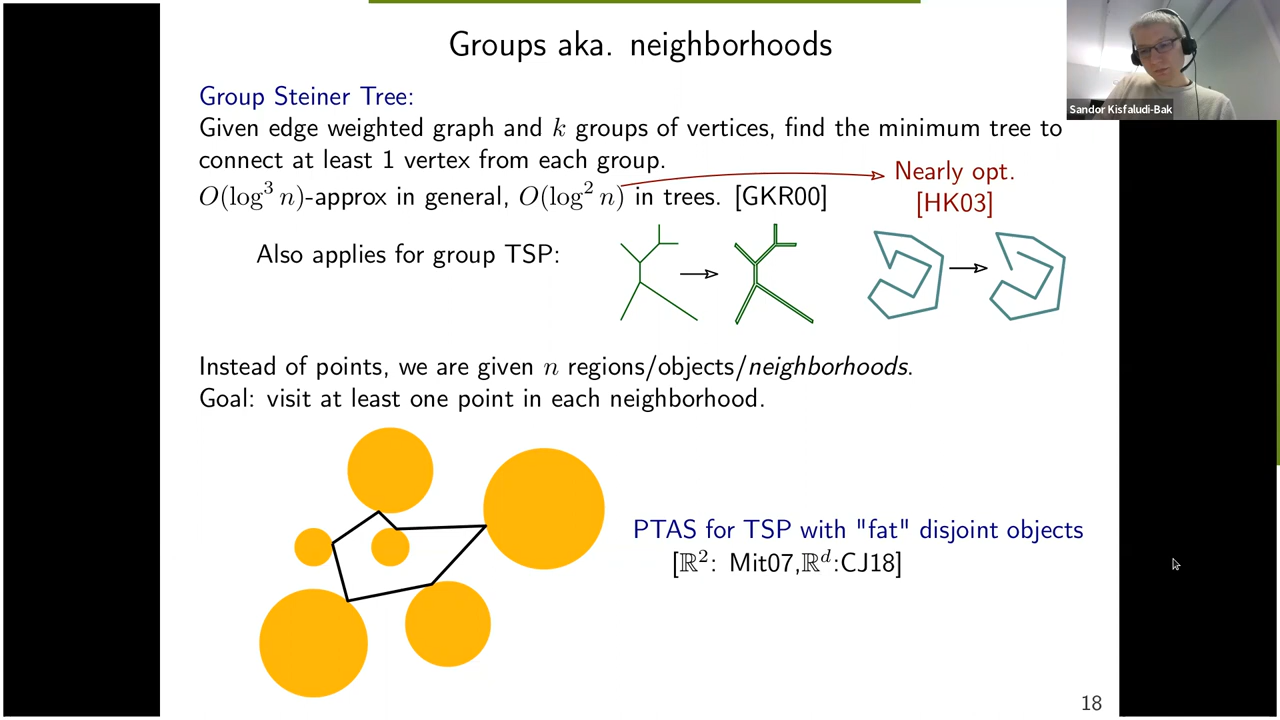 Groups aka. neighborhoods
Sandor Kisfaludi-Bak
Group Steiner Tree:
Given edge weighted graph and k groups of vertices, find the minimum tree to
connect at least 1 vertex from each group.
O(log³ n)-approx in general, O(log² n) in trees. [GKR00]
Nearly opt.
[HK03]
Also applies for group TSP:
Instead of points, we are given n regions/objects/neighborhoods.
Goal: visit at least one point in each neighborhood.
PTAS for TSP with "fat" disjoint objects
[ℝ²: Mit07,ℝᵈ:CJ18]
18